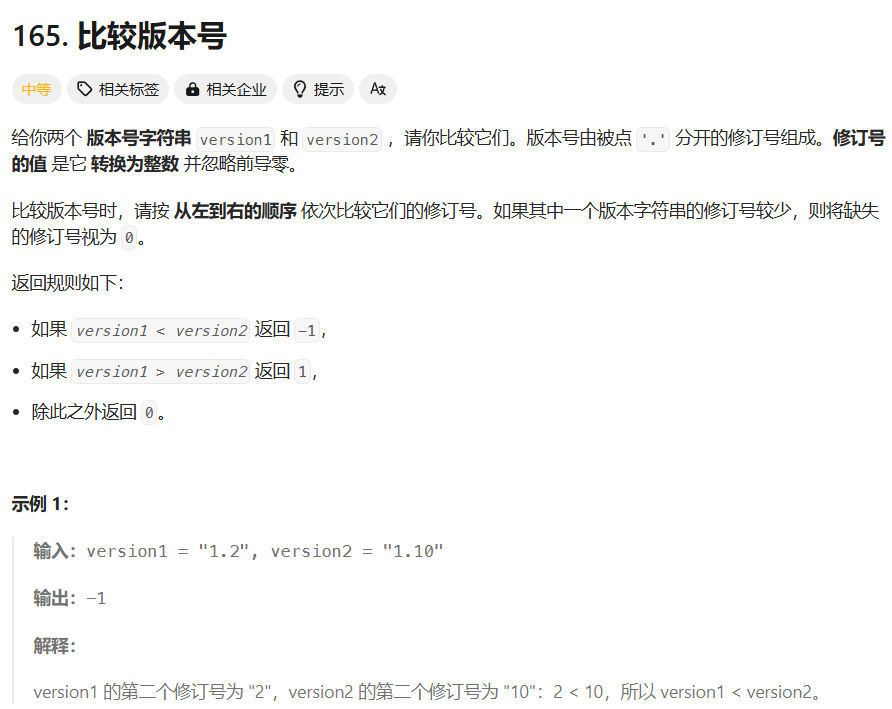 165. 比较版本号
中等 相关标签 相关企业 提示 A文
给你两个 版本号字符串 version1 和 version2 ，请你比较它们。版本号由被点 '.' 分开的修订号组成。修订号
的值 是它 转换为整数 并忽略前导零。
比较版本号时，请按 从左到右的顺序 依次比较它们的修订号。如果其中一个版本字符串的修订号较少，则将缺失
的修订号视为 0。
返回规则如下：
• 如果 version1 < version2 返回 -1，
• 如果 version1 > version2 返回 1，
• 除此之外返回 0。
示例 1：
输入：version1 = "1.2", version2 = "1.10"
输出：-1
解释：
version1 的第二个修订号为 "2"，version2 的第二个修订号为 "10"：2 < 10，所以 version1 < version2。